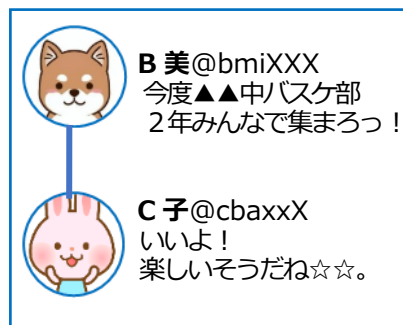 B 美@bmiXXX
今度▲▲中バスケ部
２年みんなで集まろっ！
C 子@cbaxxX
いいよ！
楽しいそうだね☆☆。